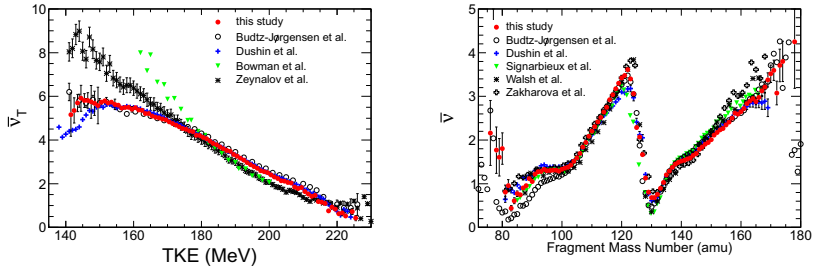 10
8
6
4
2
0
ν̄_T
this study
Budtz-Jørgensen et al.
Dushin et al.
Bowman et al.
Zeynalov et al.
140 160 180 200 220
TKE (MeV)
5
4
3
2
1
0
ν̄
this study
Budtz-Jørgensen et al.
Dushin et al.
Signarbieux et al.
Walsh et al.
Zakharova et al.
80 100 120 140 160 180
Fragment Mass Number (amu)